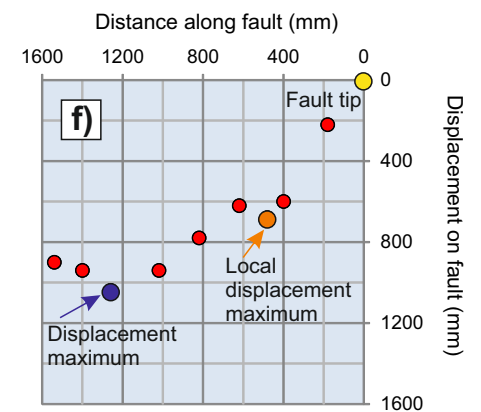 Distance along fault (mm)
1600 1200 800 400 0
0
Fault tip
f)
400
800
Local
displacement
maximum
Displacement
maximum
1200
1600
Displacement on fault (mm)